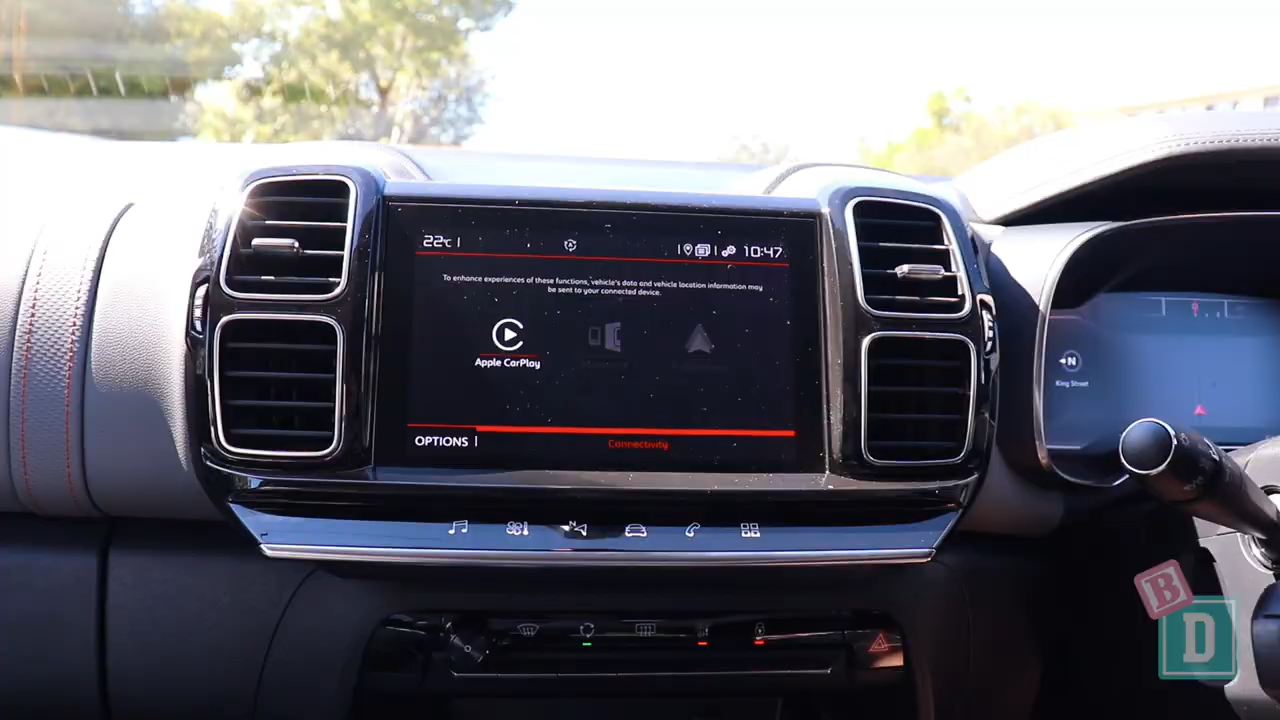 22°C
10:47
To enhance experiences of these functions, vehicle's data and vehicle location information may
be sent to your connected device.
Apple CarPlay
OPTIONS
Connectivity
N
King Street
N
B
D